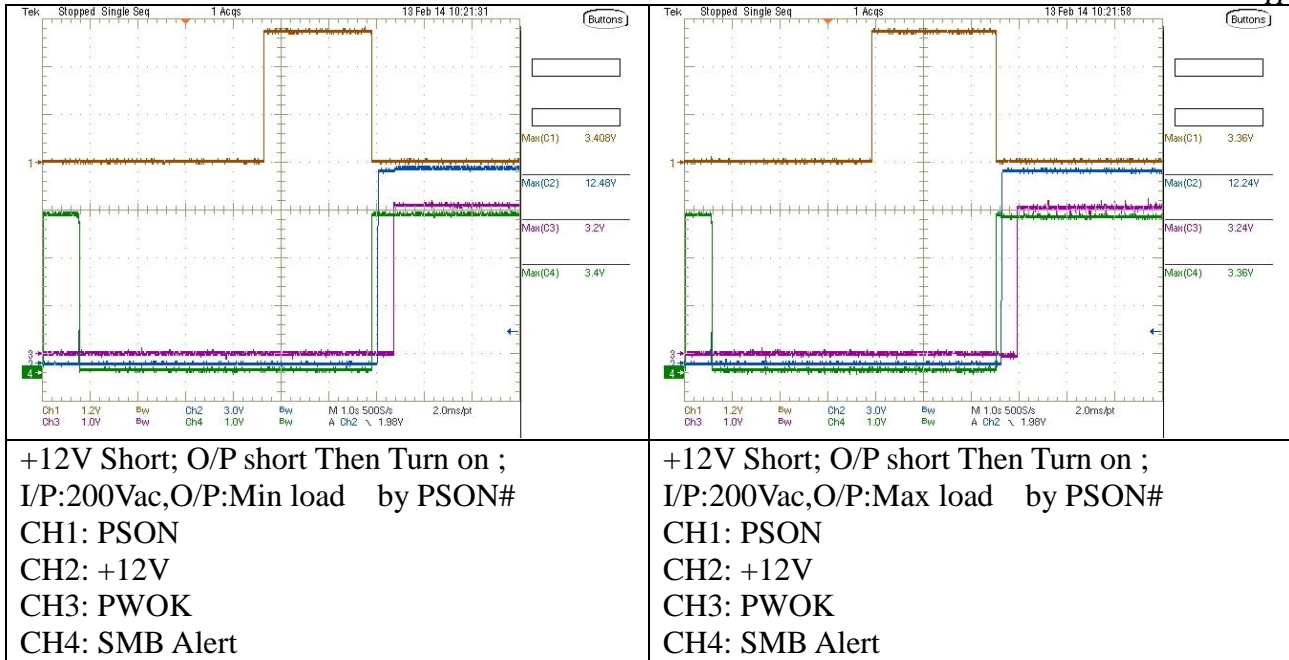 Tek Stopped Single Seq 1 Acqs 13 Feb 14 10:21:31
Buttons
Max(C1) 3.408V
1
Max(C2) 12.48V
Max(C3) 3.2V
Max(C4) 3.4V
3
4
Ch1 1.2V Bw Ch2 3.0V Bw M 1.0s 500S/s 2.0ms/pt
Ch3 1.0V Bw Ch4 1.0V Bw A Ch2 \ 1.98V
+12V Short; O/P short Then Turn on ;
I/P:200Vac,O/P:Min load by PSON#
CH1: PSON
CH2: +12V
CH3: PWOK
CH4: SMB Alert
Tek Stopped Single Seq 1 Acqs 13 Feb 14 10:21:58
Buttons
Max(C1) 3.36V
1
Max(C2) 12.24V
Max(C3) 3.24V
Max(C4) 3.36V
3
4
Ch1 1.2V Bw Ch2 3.0V Bw M 1.0s 500S/s 2.0ms/pt
Ch3 1.0V Bw Ch4 1.0V Bw A Ch2 \ 1.98V
+12V Short; O/P short Then Turn on ;
I/P:200Vac,O/P:Max load by PSON#
CH1: PSON
CH2: +12V
CH3: PWOK
CH4: SMB Alert